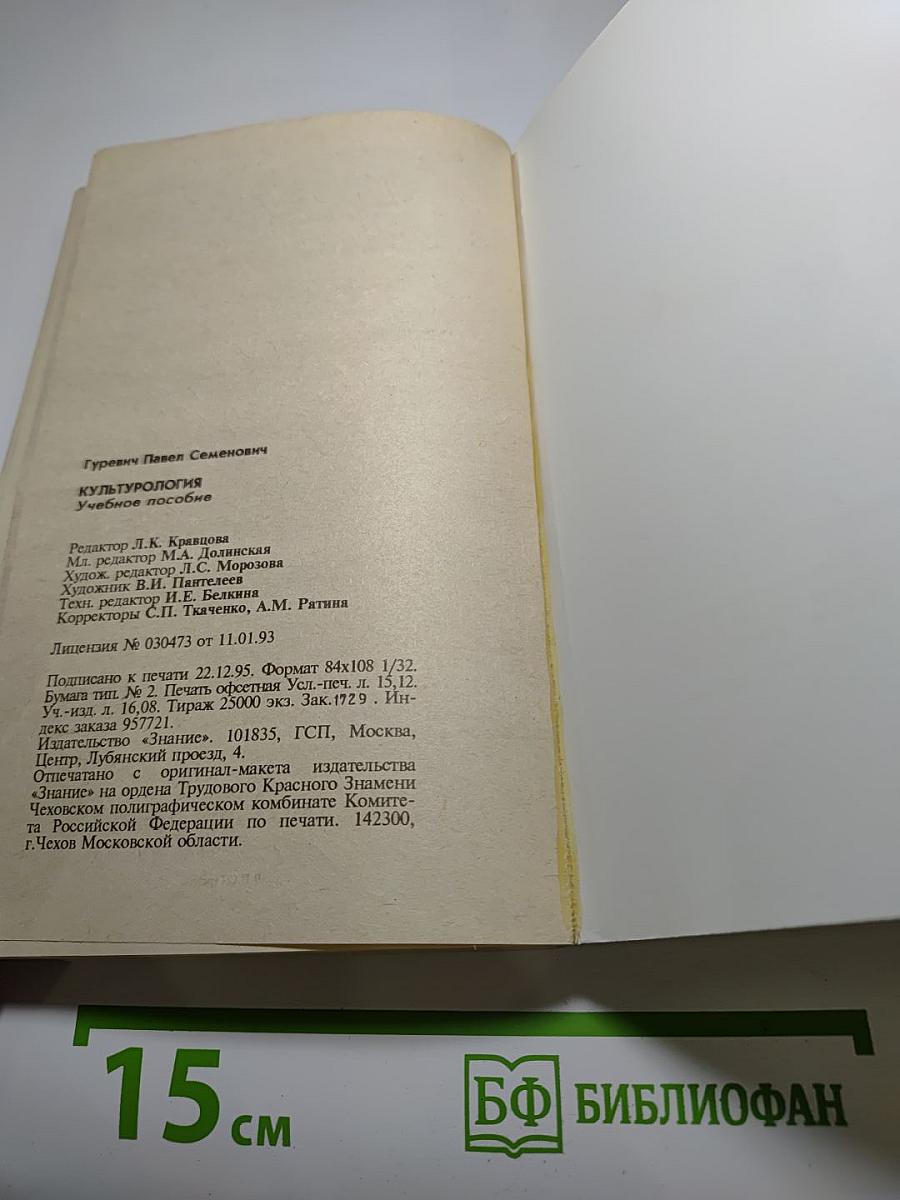 Гуревич Павел Семенович
КУЛЬТУРОЛОГИЯ
Учебное пособие
Редактор Л.К. Кравцова
Мл. редактор М.А. Долинская
Худож. редактор Л.С. Морозова
Художник В.И. Пантелеев
Техн. редактор И.Е. Белкина
Корректоры С.П. Ткаченко, А.М. Ратина
Лицензия № 030473 от 11.01.93
Подписано к печати 22.12.95. Формат 84x108 1/32.
Бумага тип. № 2. Печать офсетная Усл.-печ. л. 15,12.
Уч.-изд. л. 16,08. Тираж 25000 экз. Зак.1729 . Ин-
декс заказа 957721.
Издательство «Знание». 101835, ГСП, Москва,
Центр, Лубянский проезд, 4.
Отпечатано с оригинал-макета издательства
«Знание» на ордена Трудового Красного Знамени
Чеховском полиграфическом комбинате Комите-
та Российской Федерации по печати. 142300,
г.Чехов Московской области.
15 см
БФ БИБЛИОФАН